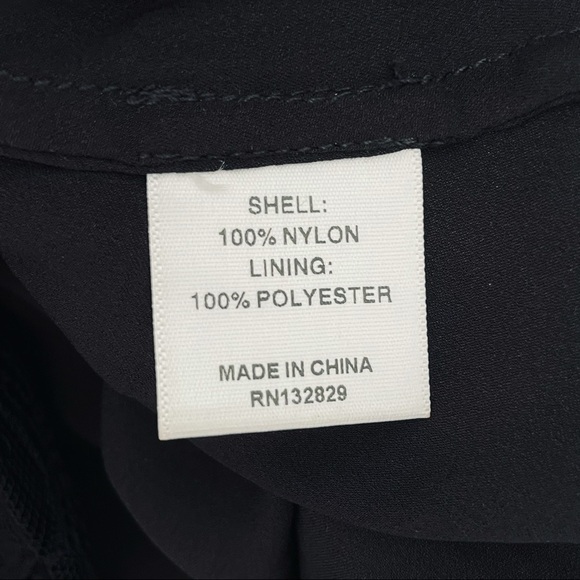 SHELL:
100% NYLON
LINING:
100% POLYESTER
MADE IN CHINA
RN132829